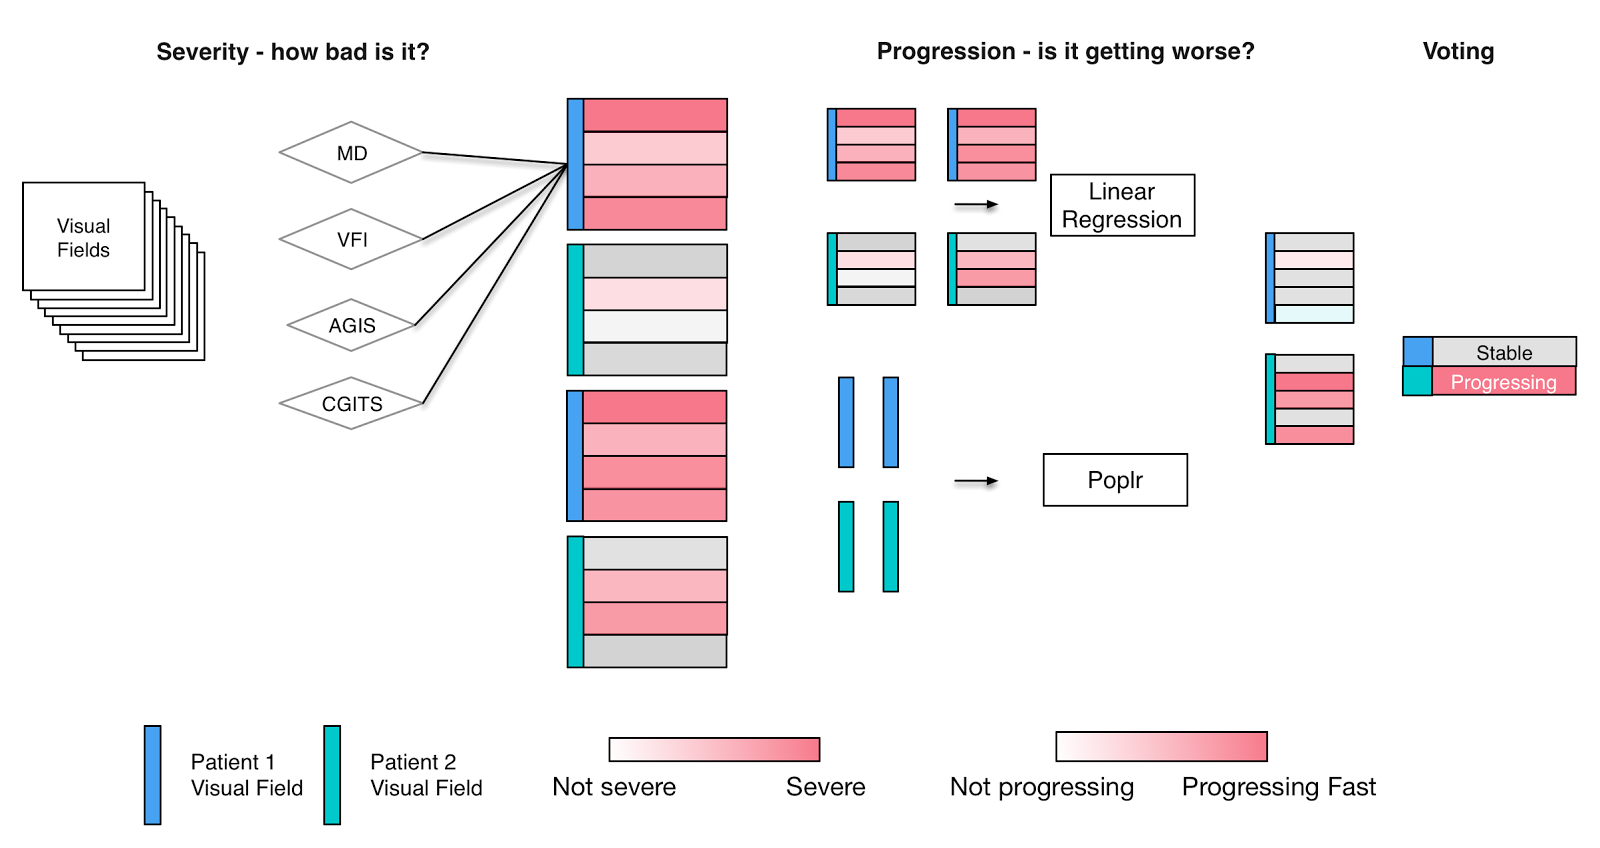 Severity - how bad is it?
Progression - is it getting worse?
Voting
Visual
Fields
MD
VFI
AGIS
CGITS
Linear
Regression
Poplr
Stable
Progressing
Patient 1
Visual Field
Patient 2
Visual Field
Not severe
Severe
Not progressing
Progressing Fast